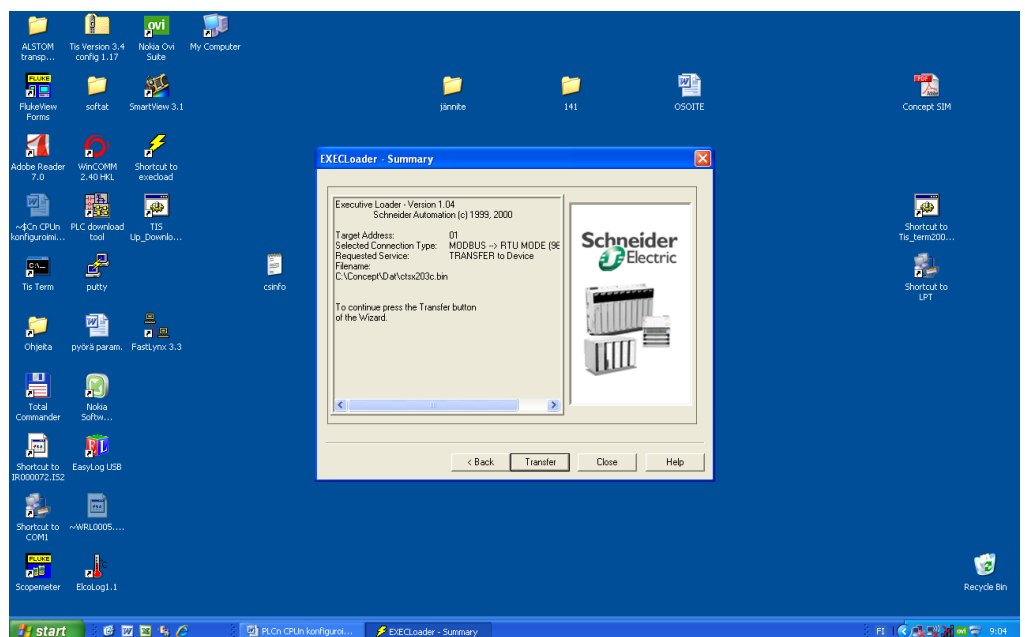 ALSTOM
transp...
Tis Version 3.4
config 1.17
ovi
Nokia Ovi
Suite
My Computer
FLUKE
FlukeView
Forms
softat
SmartView 3.1
jännite
141
OSOITE
PDF
Adobe
Concept SIM
Adobe Reader
7.0
WinCOMM
2.40 HKL
Shortcut to
execload
~$Cn CPUn
konfiguroimi...
PLC download
tool
TIS
Up_Downlo...
Shortcut to
Tis_term200...
C:\_
Tis Term
putty
csinfo
Shortcut to
LPT
Ohjeita
pyörä param.
FastLynx 3.3
Total
Commander
Nokia
Softw...
Shortcut to
IR000072.IS2
EasyLog USB
Shortcut to
COM1
~WRL0005....
FLUKE
Scopemeter
ElcoLog1.1
Recycle Bin
EXECLoader - Summary
Executive Loader - Version 1.04
Schneider Automation (c) 1999, 2000
Target Address: 01
Selected Connection Type: MODBUS --> RTU MODE (96
Requested Service: TRANSFER to Device
Filename:
C:\Concept\Dat\ctsx203c.bin
To continue press the Transfer button
of the Wizard.
Schneider
Electric
< Back
Transfer
Close
Help
start
PLCn CPUn konfiguroi...
EXECLoader - Summary
FI
ovi
9:04